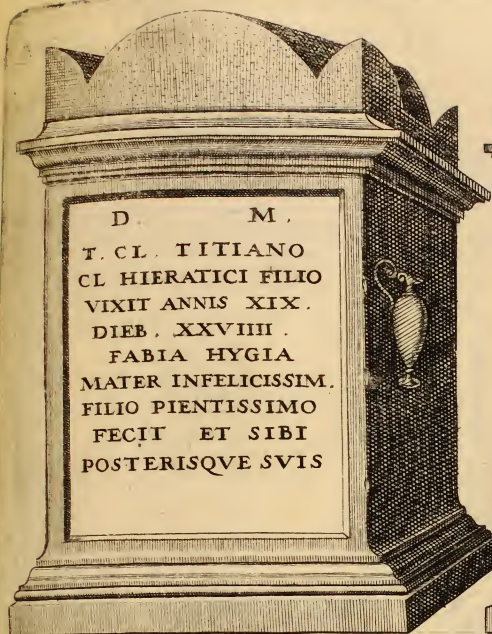 D. M.
T. CL. TITIANO
CL HIERATICI FILIO
VIXIT ANNIS XIX.
DIEB. XXVIIII.
FABIA HYGIA
MATER INFELICISSIM.
FILIO PIENTISSIMO
FECIT ET SIBI
POSTERISQVE SVIS